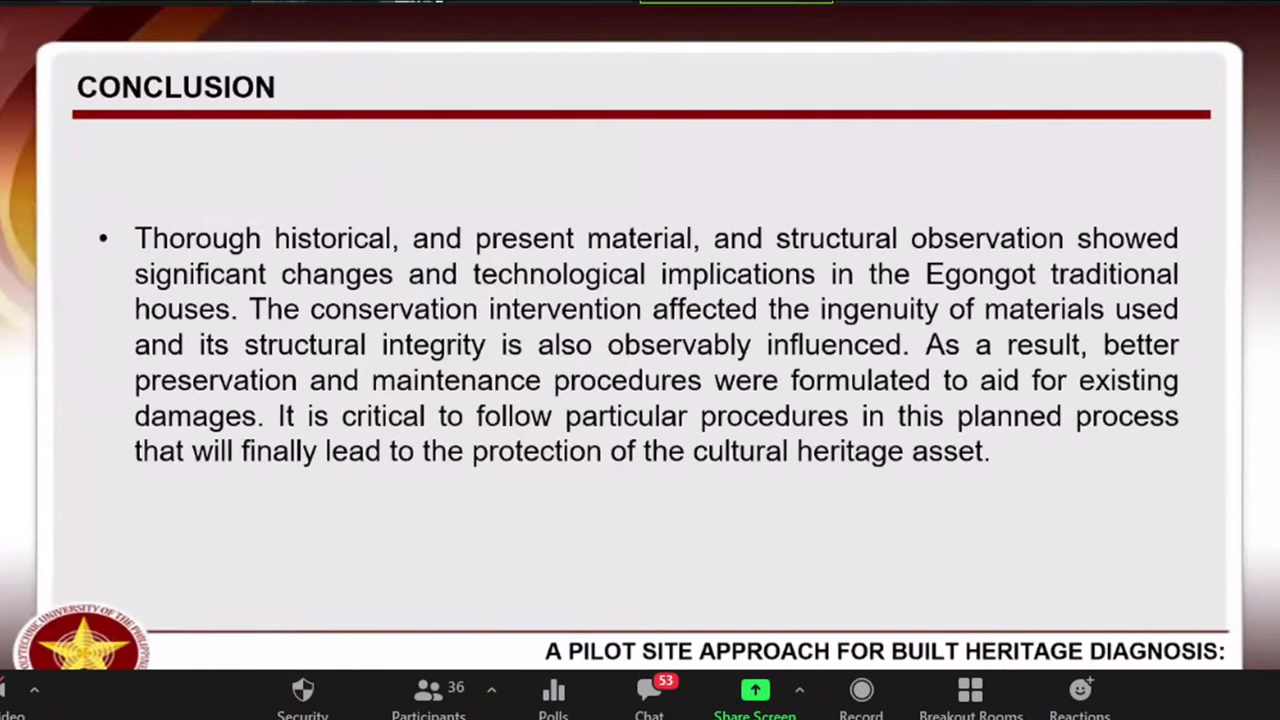 CONCLUSION
• Thorough historical, and present material, and structural observation showed
significant changes and technological implications in the Egongot traditional
houses. The conservation intervention affected the ingenuity of materials used
and its structural integrity is also observably influenced. As a result, better
preservation and maintenance procedures were formulated to aid for existing
damages. It is critical to follow particular procedures in this planned process
that will finally lead to the protection of the cultural heritage asset.
UNIVERSITY OF THE
A PILOT SITE APPROACH FOR BUILT HERITAGE DIAGNOSIS:
36
53
Security
Participants
Polls
Chat
Share Screen
Record
Breakout Rooms
Reactions